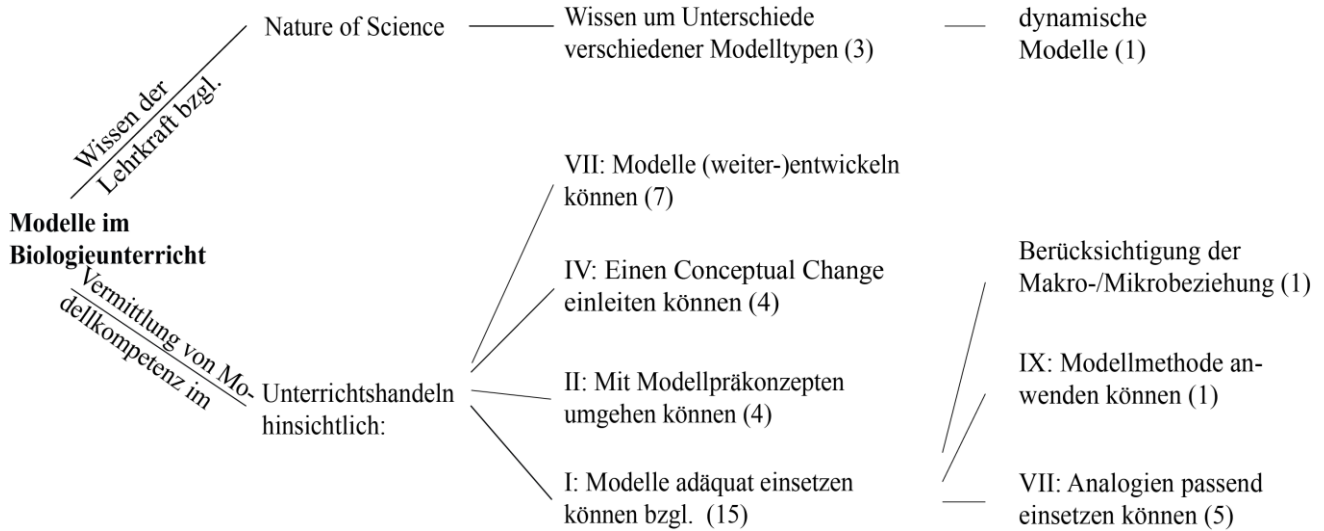 Nature of Science
Wissen um Unterschiede
verschiedener Modelltypen (3)
dynamische
Modelle (1)
Wissen der
Lehrkraft bzgl.
Modelle im
Biologieunterricht
Vermittlung von Mo-
dellkompetenz im
Unterrichtshandeln
hinsichtlich:
VII: Modelle (weiter-)entwickeln
können (7)
IV: Einen Conceptual Change
einleiten können (4)
II: Mit Modellpräkonzepten
umgehen können (4)
I: Modelle adäquat einsetzen
können bzgl. (15)
Berücksichtigung der
Makro-/Mikrobeziehung (1)
IX: Modellmethode an-
wenden können (1)
VII: Analogien passend
einsetzen können (5)